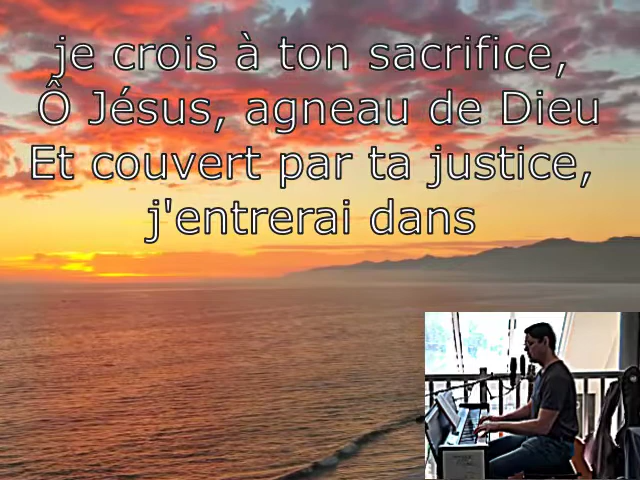 je crois à ton sacrifice,
Ô Jésus, agneau de Dieu
Et couvert par ta justice,
j'entrerai dans